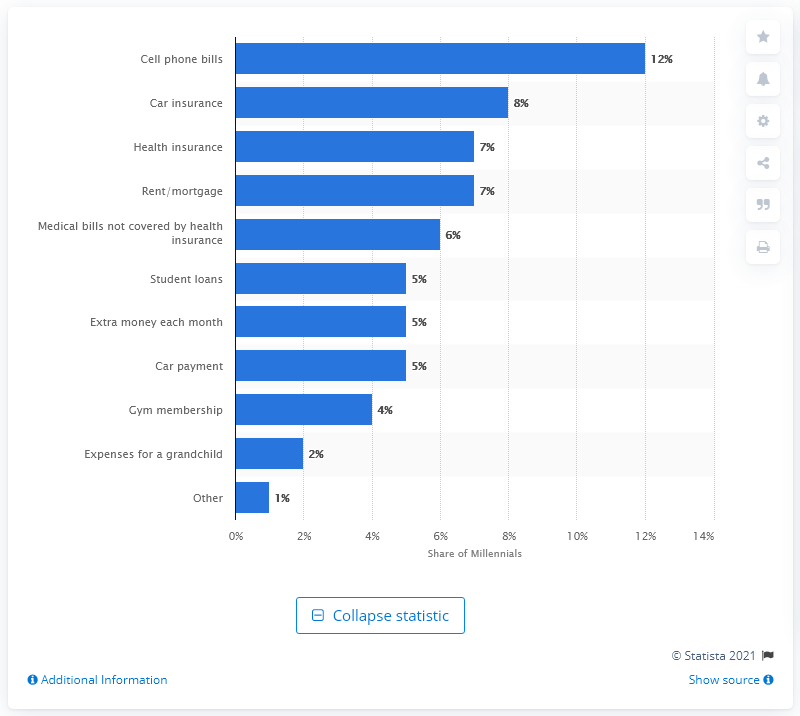 Cell phone bills 12%
Car insurance 8%
Health insurance 7%
Rent/mortgage 7%
Medical bills not covered by health
insurance 6%
Student loans 5%
Extra money each month 5%
Car payment 5%
Gym membership 4%
Expenses for a grandchild 2%
Other 1%
0% 2% 4% 6% 8% 10% 12% 14%
Share of Millennials
Collapse statistic
© Statista 2021
Additional Information Show source